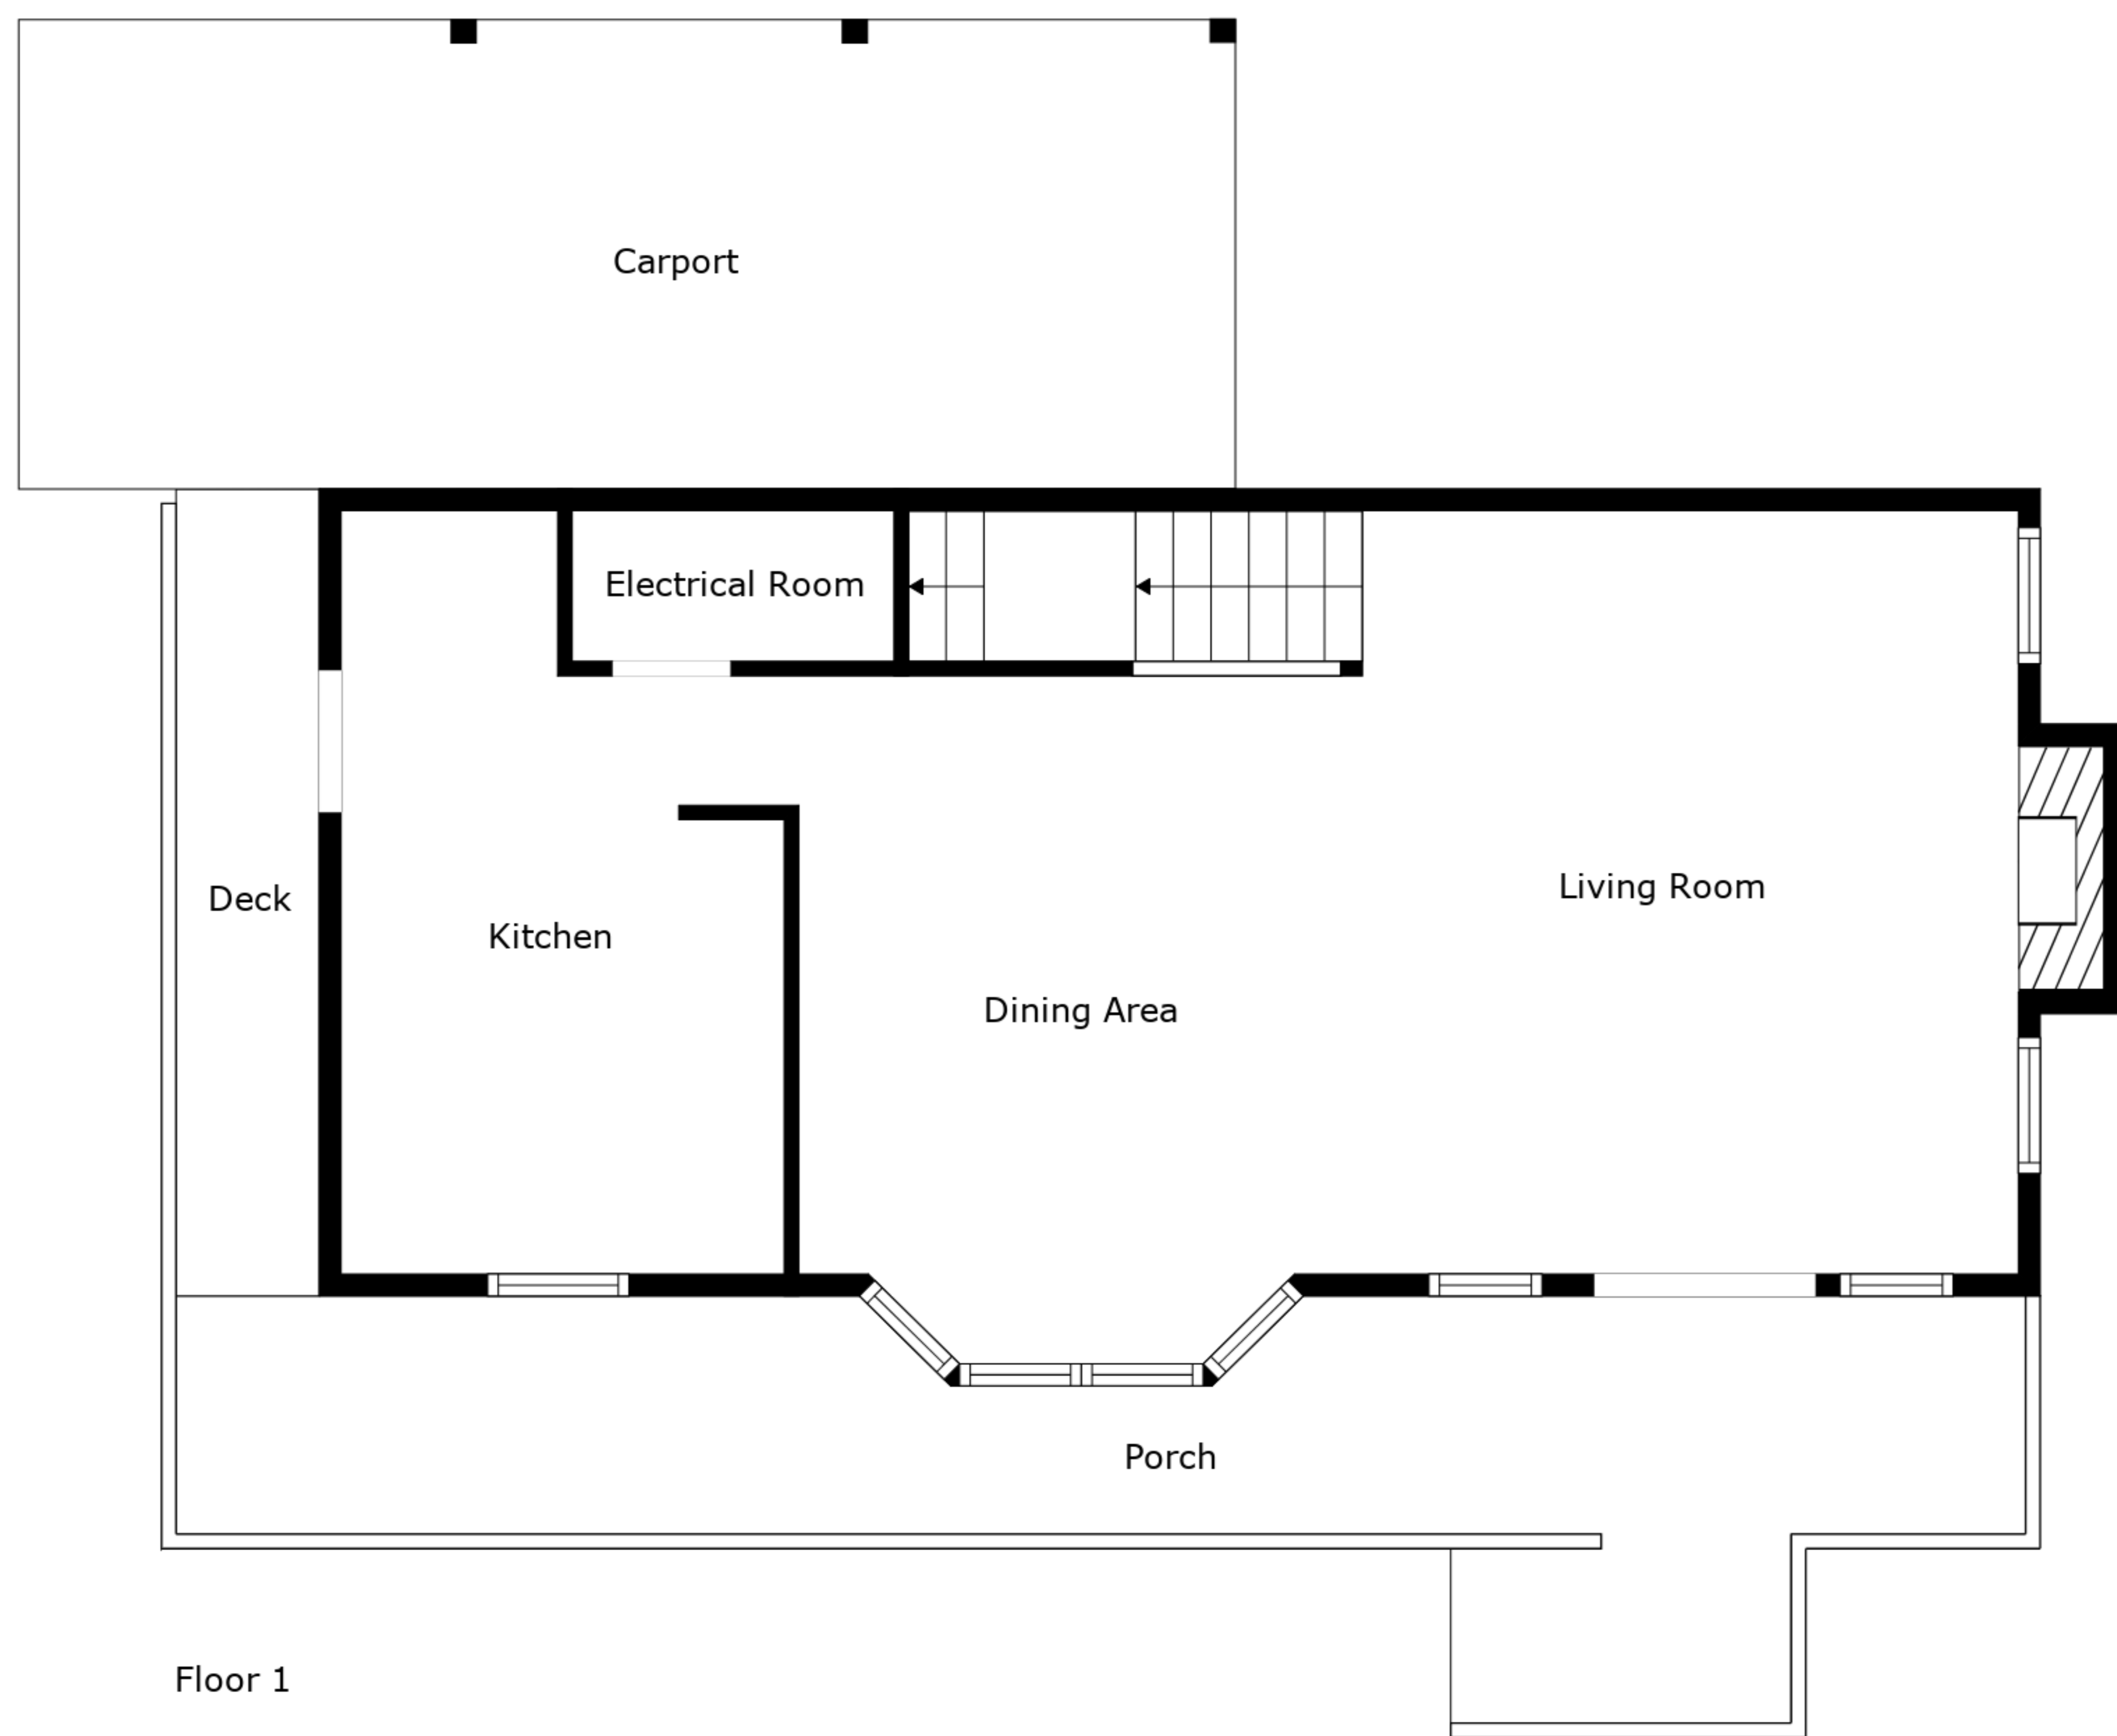 Carport
Electrical Room
Living Room
Deck
Kitchen
Dining Area
Porch
Floor 1